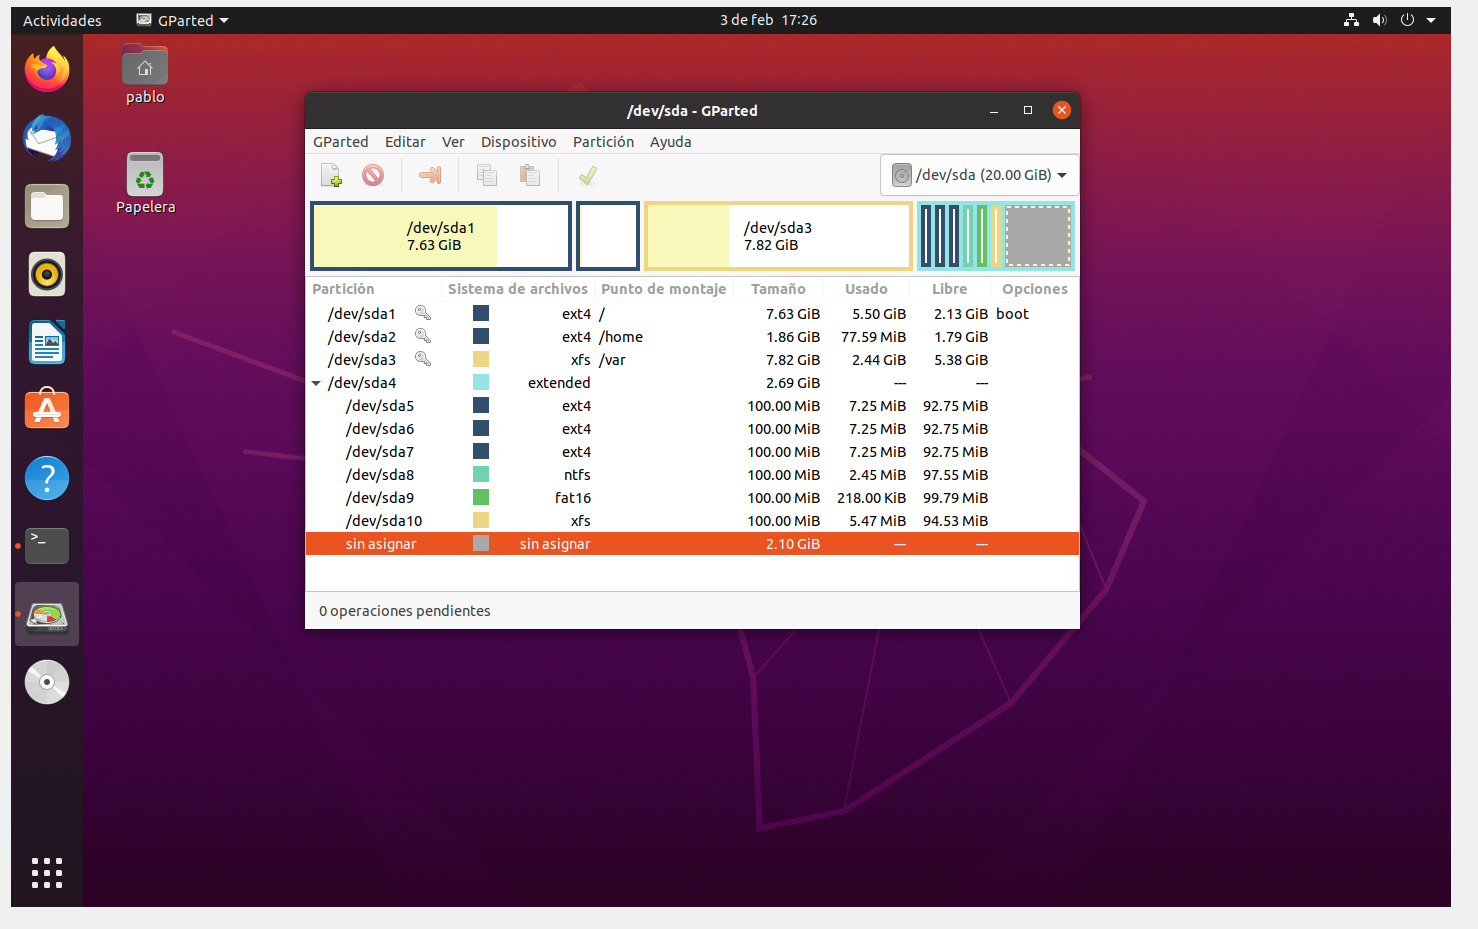 Actividades GParted 3 de feb 17:26
pablo
Papelera
/dev/sda - GParted
GParted Editar Ver Dispositivo Partición Ayuda
/dev/sda (20.00 GiB)
/dev/sda1
7.63 GiB
/dev/sda3
7.82 GiB
Partición Sistema de archivos Punto de montaje Tamaño Usado Libre Opciones
/dev/sda1 ext4 / 7.63 GiB 5.50 GiB 2.13 GiB boot
/dev/sda2 ext4 /home 1.86 GiB 77.59 MiB 1.79 GiB
/dev/sda3 xfs /var 7.82 GiB 2.44 GiB 5.38 GiB
/dev/sda4 extended 2.69 GiB --- ---
/dev/sda5 ext4 100.00 MiB 7.25 MiB 92.75 MiB
/dev/sda6 ext4 100.00 MiB 7.25 MiB 92.75 MiB
/dev/sda7 ext4 100.00 MiB 7.25 MiB 92.75 MiB
/dev/sda8 ntfs 100.00 MiB 2.45 MiB 97.55 MiB
/dev/sda9 fat16 100.00 MiB 218.00 KiB 99.79 MiB
/dev/sda10 xfs 100.00 MiB 5.47 MiB 94.53 MiB
sin asignar sin asignar 2.10 GiB --- ---
0 operaciones pendientes